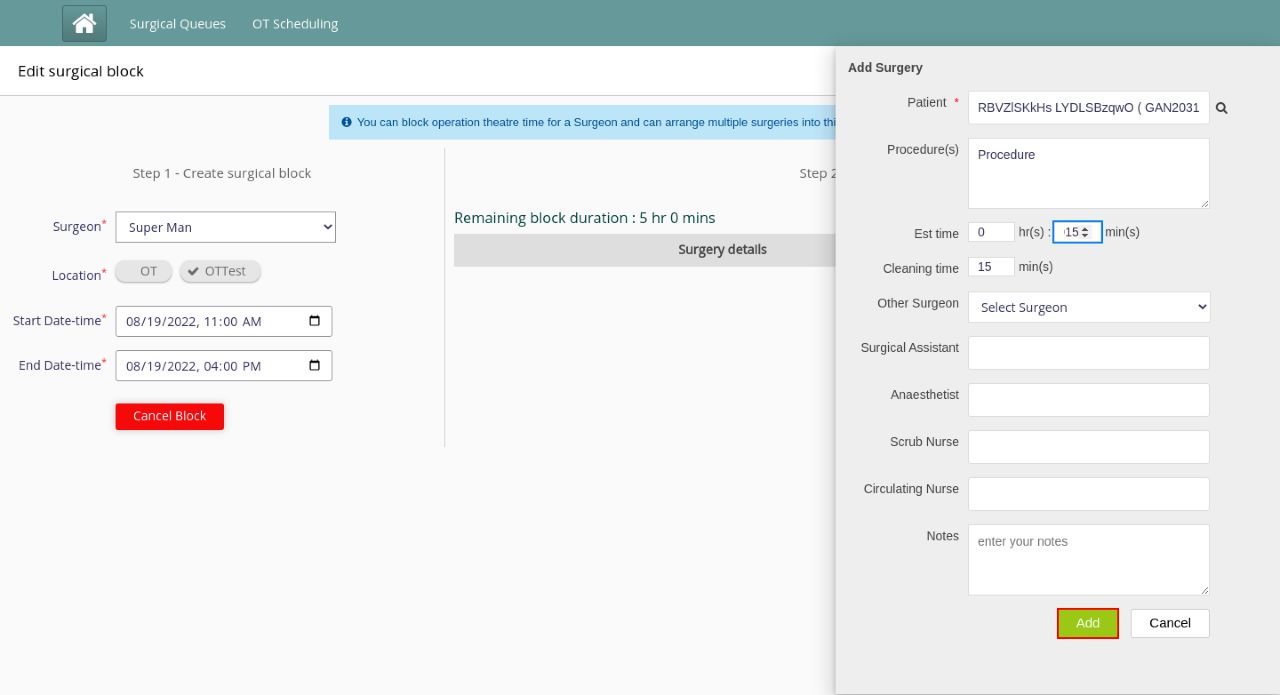 Surgical Queues OT Scheduling
Edit surgical block
You can block operation theatre time for a Surgeon and can arrange multiple surgeries into
Step 1 - Create surgical block
Step 2
Surgeon*
Super Man
Location*
OT OTTest
Start Date-time*
08/19/2022, 11:00 AM
End Date-time*
08/19/2022, 04:00 PM
Cancel Block
Remaining block duration : 5 hr 0 mins
Surgery details
Add Surgery
Patient *
RBVZlSKkHs LYDLSBzqwO ( GAN2031
Procedure(s)
Procedure
Est time 0 hr(s) : 15 min(s)
Cleaning time 15 min(s)
Other Surgeon Select Surgeon
Surgical Assistant
Anaesthetist
Scrub Nurse
Circulating Nurse
Notes
enter your notes
Add Cancel